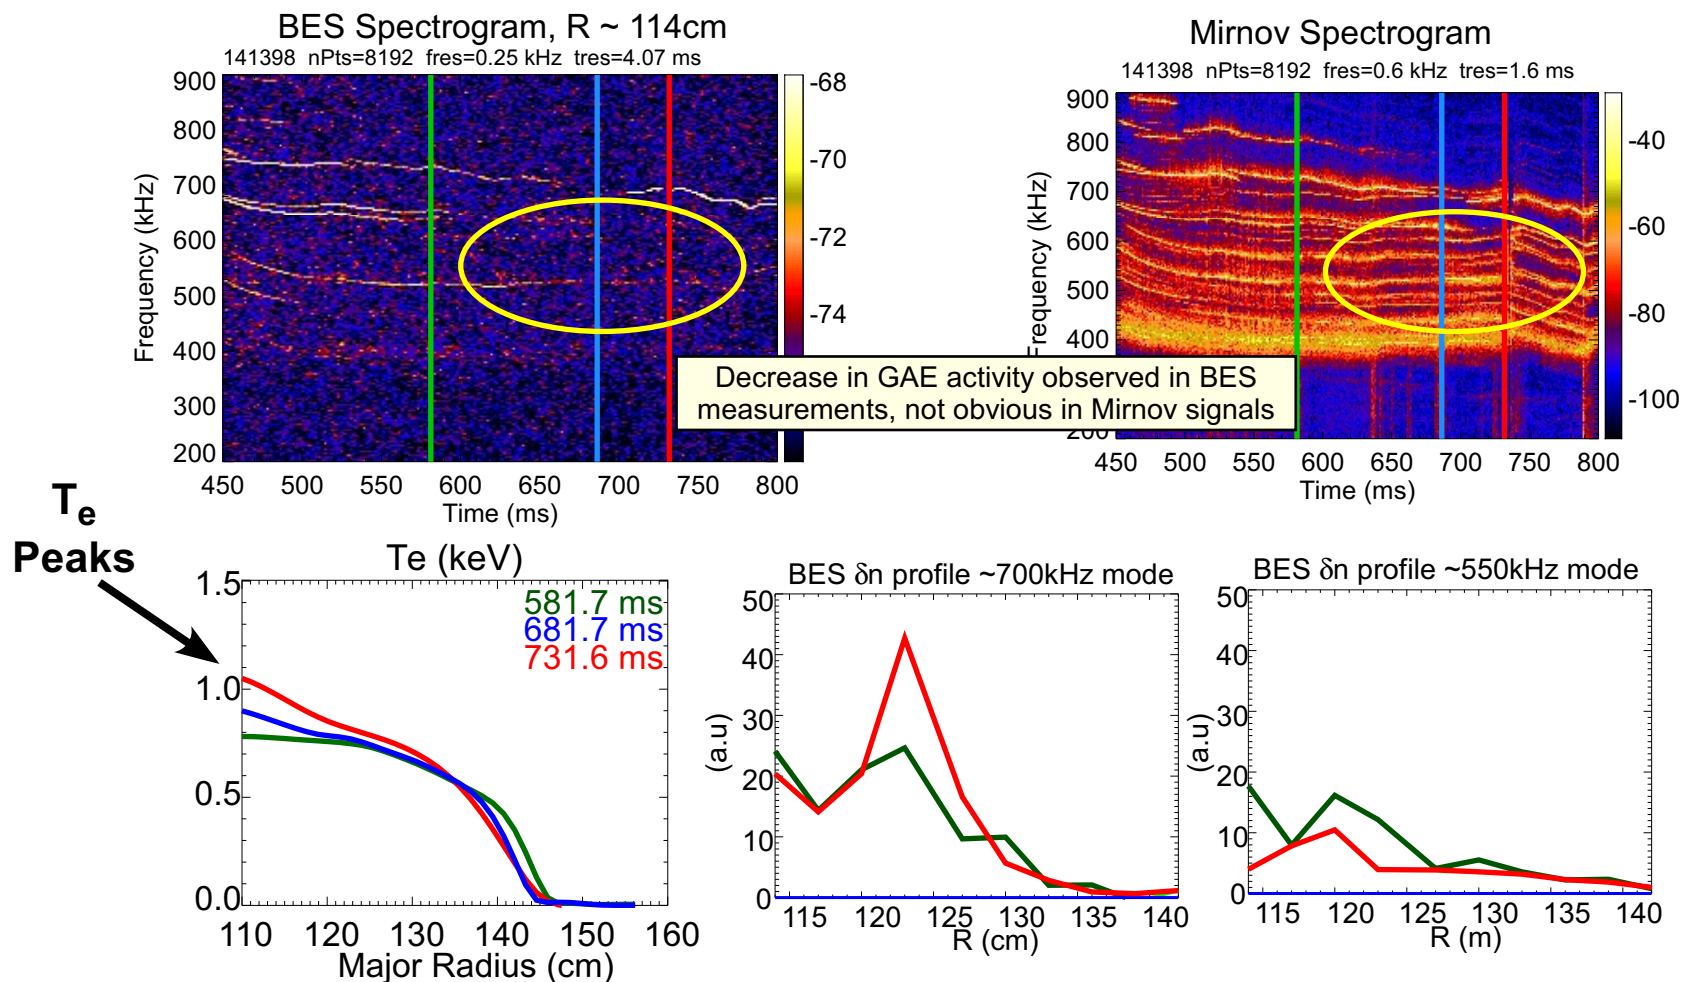 BES Spectrogram, R ~ 114cm
141398 nPts=8192 fres=0.25 kHz tres=4.07 ms
900
800
700
600
500
400
300
200
Frequency (kHz)
450 500 550 600 650 700 750 800
Time (ms)
-68
-70
-72
-74
Mirnov Spectrogram
141398 nPts=8192 fres=0.6 kHz tres=1.6 ms
900
800
700
600
500
400
200
Frequency (kHz)
450 500 550 600 650 700 750 800
Time (ms)
-40
-60
-80
-100
Decrease in GAE activity observed in BES
measurements, not obvious in Mirnov signals
Te
Peaks
Te (keV)
1.5
1.0
0.5
0.0
581.7 ms
681.7 ms
731.6 ms
110 120 130 140 150 160
Major Radius (cm)
BES δn profile ~700kHz mode
50
40
30
20
10
0
(a.u)
115 120 125 130 135 140
R (cm)
BES δn profile ~550kHz mode
50
40
30
20
10
0
(a.u)
115 120 125 130 135 140
R (m)